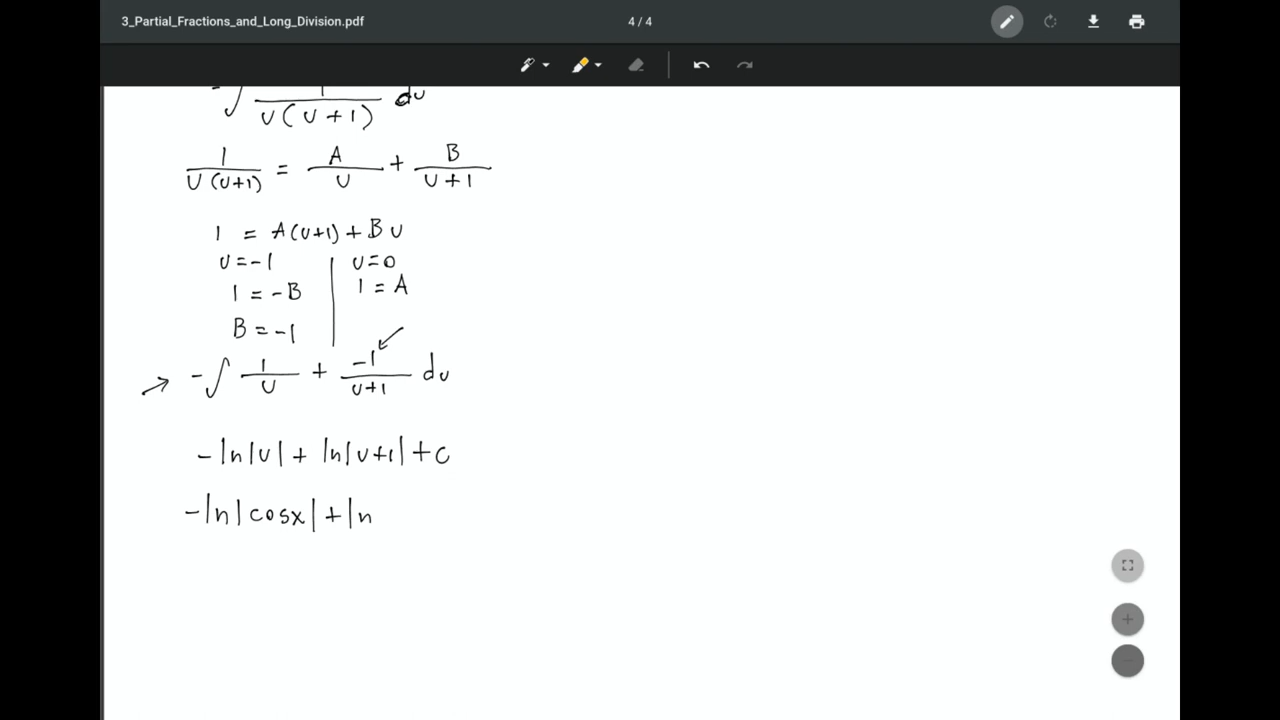 3_Partial_Fractions_and_Long_Division.pdf
4 / 4
-∫ 1/(u(u+1)) du
1/(u(u+1)) = A/u + B/(u+1)
1 = A(u+1) + Bu
u=-1 | u=0
1 = -B | 1 = A
B = -1
→ -∫ 1/u + -1/(u+1) du
-ln|u| + ln|u+1| + c
-ln|cosx| + ln